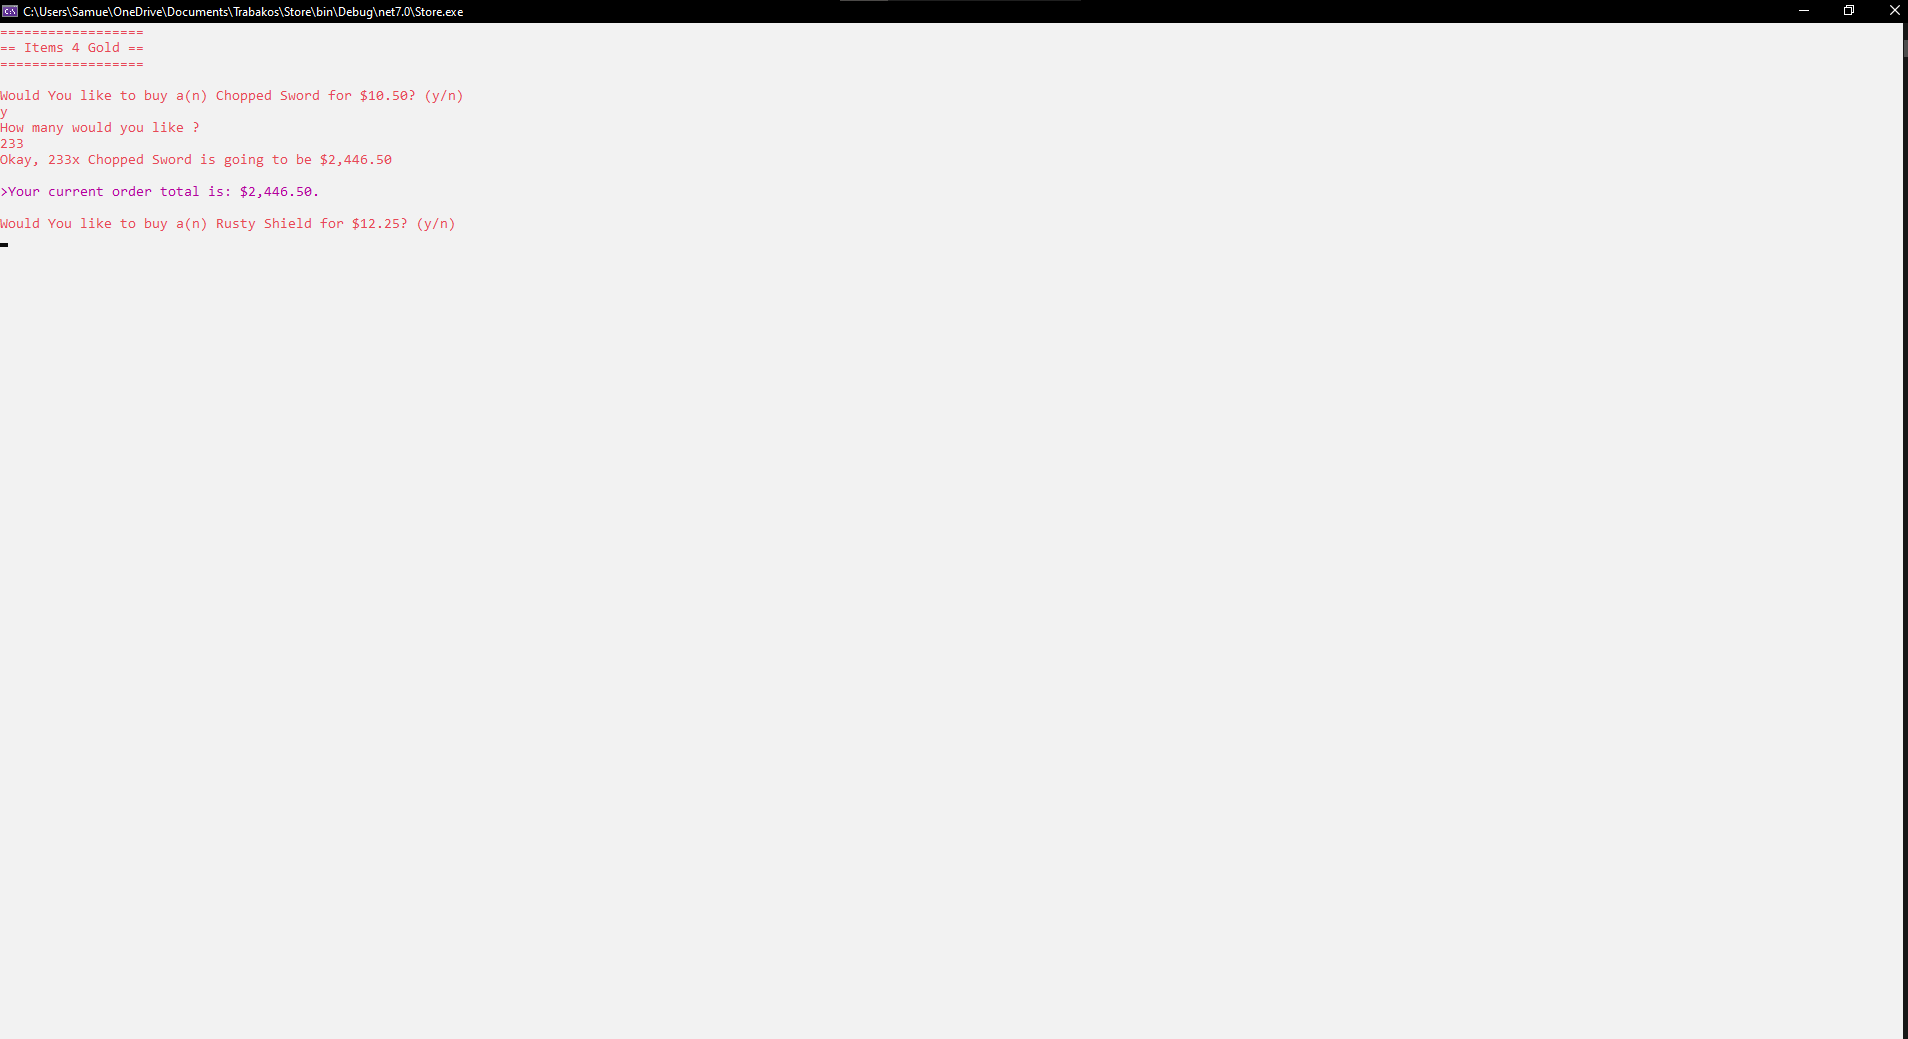 C:\Users\Samue\OneDrive\Documents\Trabakos\Store\bin\Debug\net7.0\Store.exe
==================
== Items 4 Gold ==
==================
Would You like to buy a(n) Chopped Sword for $10.50? (y/n)
y
How many would you like ?
233
Okay, 233x Chopped Sword is going to be $2,446.50
>Your current order total is: $2,446.50.
Would You like to buy a(n) Rusty Shield for $12.25? (y/n)